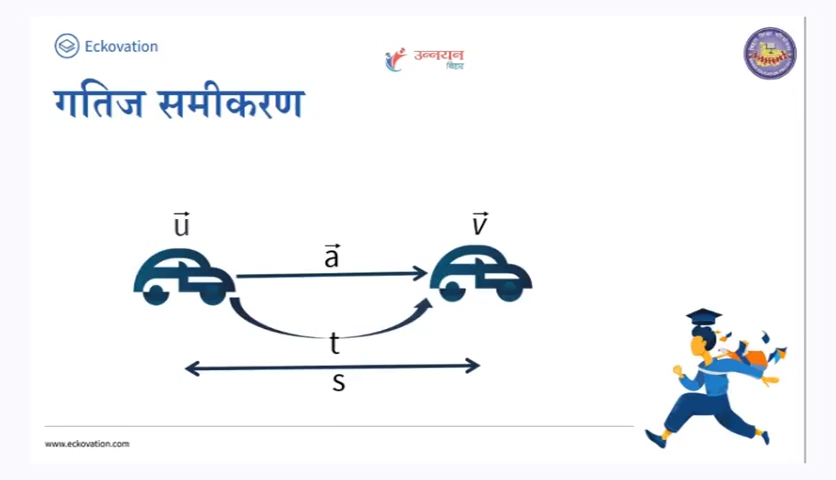 Eckovation
उन्नयन
बिहार
गतिज समीकरण
u⃗
v⃗
a⃗
t
s
www.eckovation.com